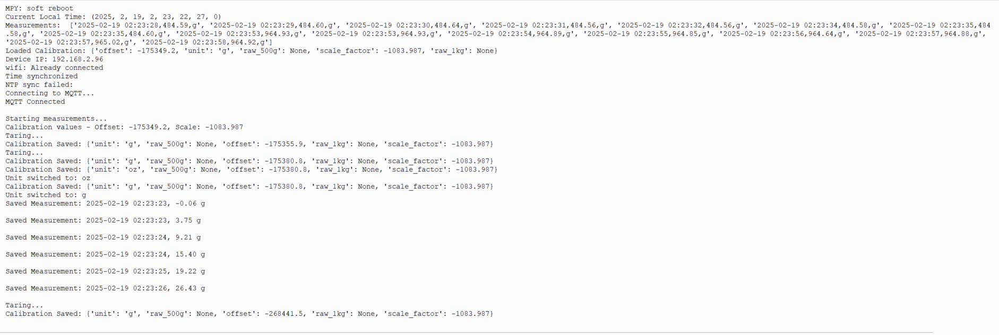 MPY: soft reboot
Current Local Time: (2025, 2, 19, 2, 23, 22, 27, 0)
Measurements:  ['2025-02-19 02:23:28,484.59,g', '2025-02-19 02:23:29,484.60,g', '2025-02-19 02:23:30,484.64,g', '2025-02-19 02:23:31,484.56,g', '2025-02-19 02:23:32,484.56,g', '2025-02-19 02:23:34,484.58,g', '2025-02-19 02:23:35,484
.58,g', '2025-02-19 02:23:35,484.60,g', '2025-02-19 02:23:53,964.93,g', '2025-02-19 02:23:53,964.93,g', '2025-02-19 02:23:54,964.89,g', '2025-02-19 02:23:55,964.85,g', '2025-02-19 02:23:56,964.64,g', '2025-02-19 02:23:57,964.88,g',
'2025-02-19 02:23:57,965.02,g', '2025-02-19 02:23:58,964.92,g']
Loaded Calibration: {'offset': -175349.2, 'unit': 'g', 'raw_500g': None, 'scale_factor': -1083.987, 'raw_1kg': None}
Device IP: 192.168.2.96
wifi: Already connected
Time synchronized
NTP sync failed:
Connecting to MQTT...
MQTT Connected
Starting measurements...
Calibration values - Offset: -175349.2, Scale: -1083.987
Taring...
Calibration Saved: {'unit': 'g', 'raw_500g': None, 'offset': -175355.9, 'raw_1kg': None, 'scale_factor': -1083.987}
Taring...
Calibration Saved: {'unit': 'g', 'raw_500g': None, 'offset': -175380.8, 'raw_1kg': None, 'scale_factor': -1083.987}
Calibration Saved: {'unit': 'oz', 'raw_500g': None, 'offset': -175380.8, 'raw_1kg': None, 'scale_factor': -1083.987}
Unit switched to: oz
Calibration Saved: {'unit': 'g', 'raw_500g': None, 'offset': -175380.8, 'raw_1kg': None, 'scale_factor': -1083.987}
Unit switched to: g
Saved Measurement: 2025-02-19 02:23:23, -0.06 g
Saved Measurement: 2025-02-19 02:23:23, 3.75 g
Saved Measurement: 2025-02-19 02:23:24, 9.21 g
Saved Measurement: 2025-02-19 02:23:24, 15.40 g
Saved Measurement: 2025-02-19 02:23:25, 19.22 g
Saved Measurement: 2025-02-19 02:23:26, 26.43 g
Taring...
Calibration Saved: {'unit': 'g', 'raw_500g': None, 'offset': -268441.5, 'raw_1kg': None, 'scale_factor': -1083.987}